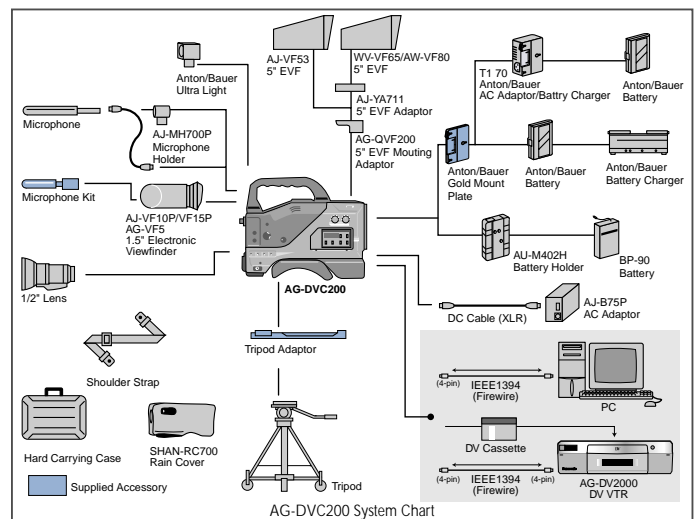 AJ-VF53
5" EVF
WV-VF65/AW-VF80
5" EVF
Anton/Bauer
Ultra Light
T1 70
Anton/Bauer
AC Adaptor/Battry Charger
Anton/Bauer
Battery
AJ-YA711
5" EVF Adaptor
Microphone
AJ-MH700P
Microphone
Holder
AG-QVF200
5" EVF Mouting
Adaptor
Anton/Bauer
Gold Mount
Plate
Anton/Bauer
Battery
Anton/Bauer
Battery Charger
Microphone Kit
AJ-VF10P/VF15P
AG-VF5
1.5" Electronic
Viewfinder
AU-M402H
Battery Holder
BP-90
Battery
1/2" Lens
AG-DVC200
DC Cable (XLR)
AJ-B75P
AC Adaptor
Tripod Adaptor
Shoulder Strap
(4-pin)
IEEE1394
(Firewire)
PC
DV Cassette
Hard Carrying Case
SHAN-RC700
Rain Cover
(4-pin)
IEEE1394
(Firewire)
(4-pin)
AG-DV2000
DV VTR
Supplied Accessory
Tripod
AG-DVC200 System Chart